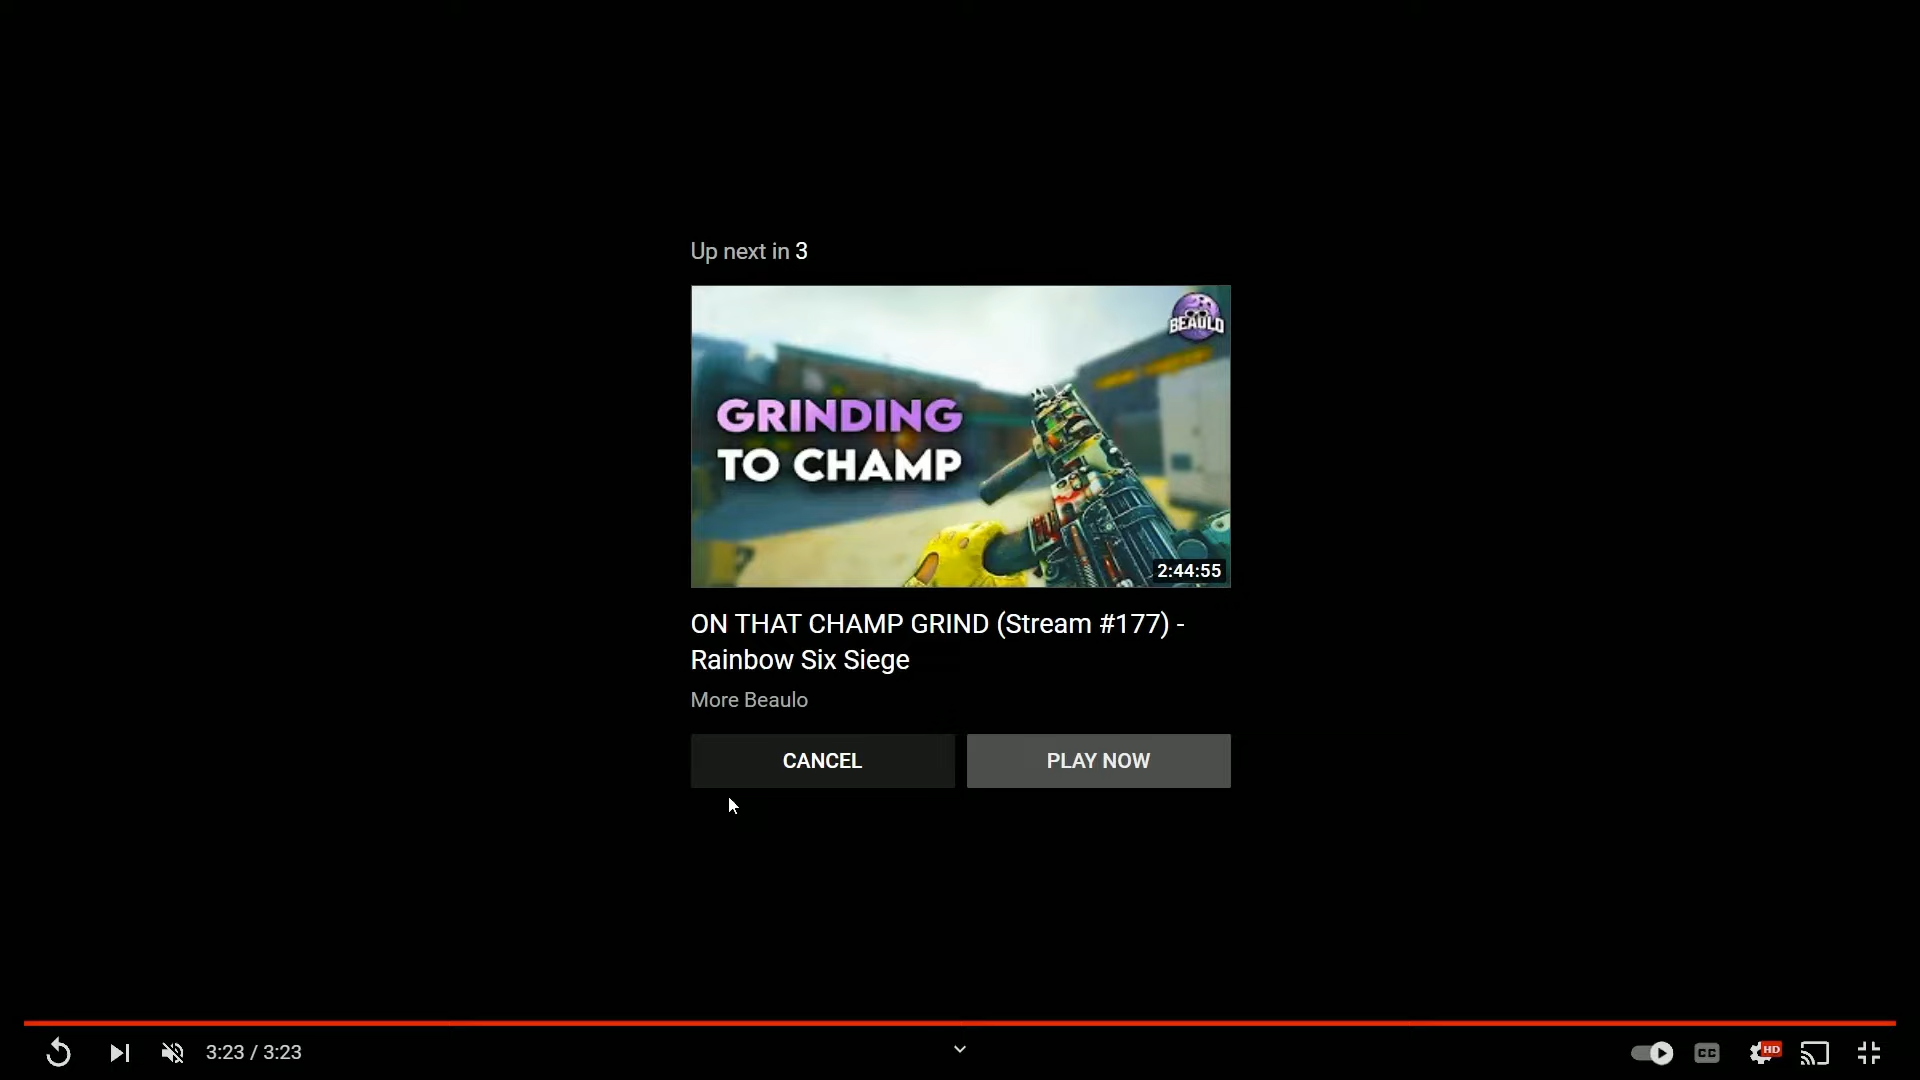 Up next in 3
BEAULO
GRINDING
TO CHAMP
2:44:55
ON THAT CHAMP GRIND (Stream #177) -
Rainbow Six Siege
More Beaulo
CANCEL
PLAY NOW
3:23 / 3:23
CC
HD